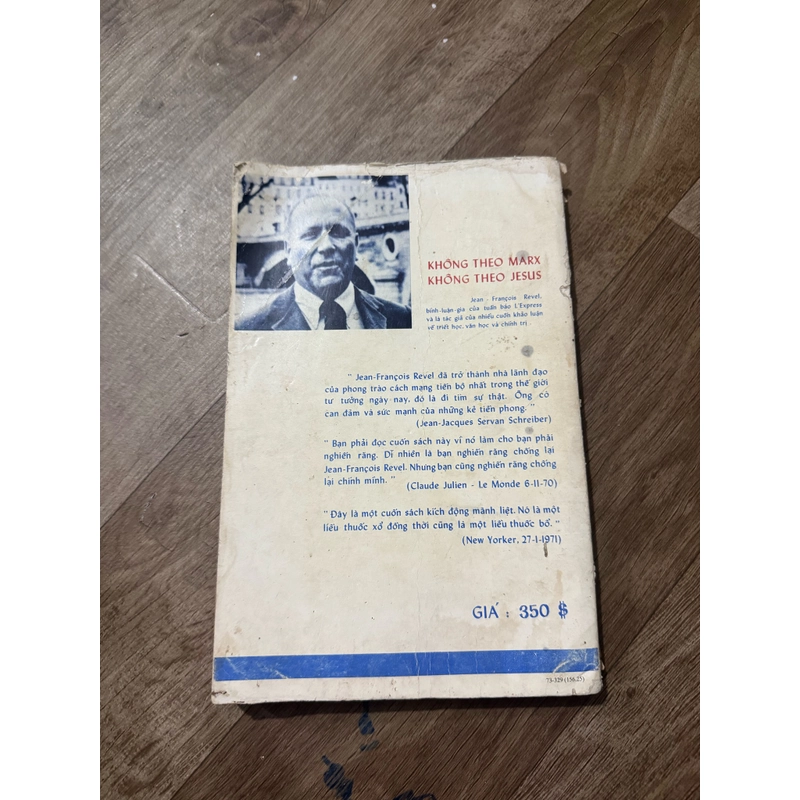 KHÔNG THEO MARX
KHÔNG THEO JESUS
Jean - François Revel,
bình-luận-gia của tuần báo L'Express
và là tác giả của nhiều cuốn khảo luận
về triết học, văn học và chính trị
" Jean-François Revel đã trở thành nhà lãnh đạo
của phong trào cách mạng tiến bộ nhất trong thế giới
tư tưởng ngày nay, đó là đi tìm sự thật. Ông có
can đảm và sức mạnh của những kẻ tiên phong. "
(Jean-Jacques Servan Schreiber)
" Bạn phải đọc cuốn sách này vì nó làm cho bạn phải
nghiến răng. Dĩ nhiên là bạn nghiến răng chống lại
Jean-François Revel. Nhưng bạn cũng nghiến răng chống
lại chính mình. "
(Claude Julien - Le Monde 6-11-70)
" Đây là một cuốn sách kích động mãnh liệt. Nó là một
liều thuốc xổ đồng thời cũng là một liều thuốc bổ. "
(New Yorker, 27-1-1971)
GIÁ : 350 $
73-329 (156,25)